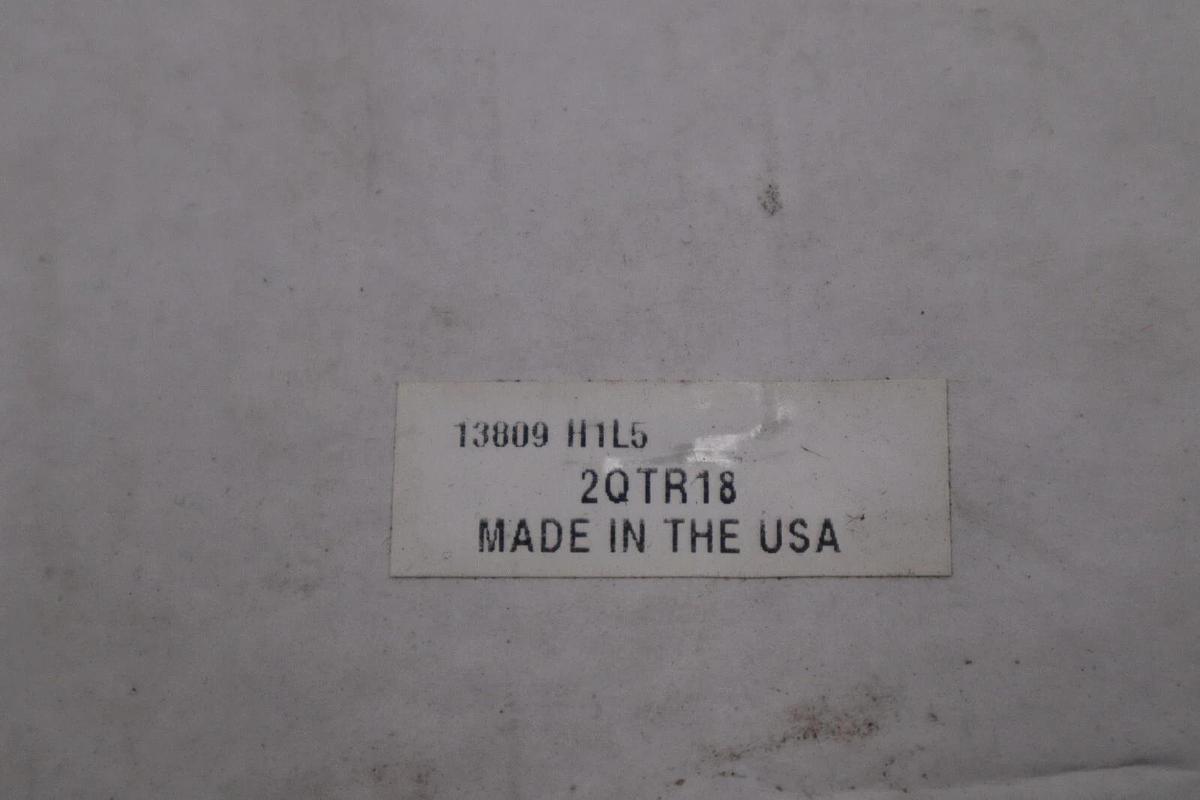 13809 H1L5
2QTR18
MADE IN THE USA